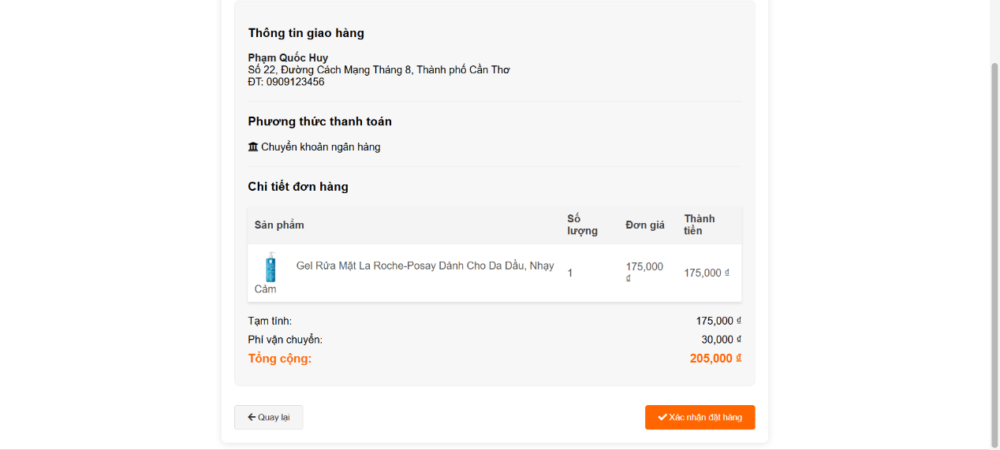 Thông tin giao hàng
Phạm Quốc Huy
Số 22, Đường Cách Mạng Tháng 8, Thành phố Cần Thơ
ĐT: 0909123456
Phương thức thanh toán
Chuyển khoản ngân hàng
Chi tiết đơn hàng
Sản phẩm Số lượng Đơn giá Thành tiền
Gel Rửa Mặt La Roche-Posay Dành Cho Da Dầu, Nhạy Cảm 1 175,000 ₫ 175,000 ₫
Tạm tính: 175,000 ₫
Phí vận chuyển: 30,000 ₫
Tổng cộng: 205,000 ₫
Quay lại Xác nhận đặt hàng